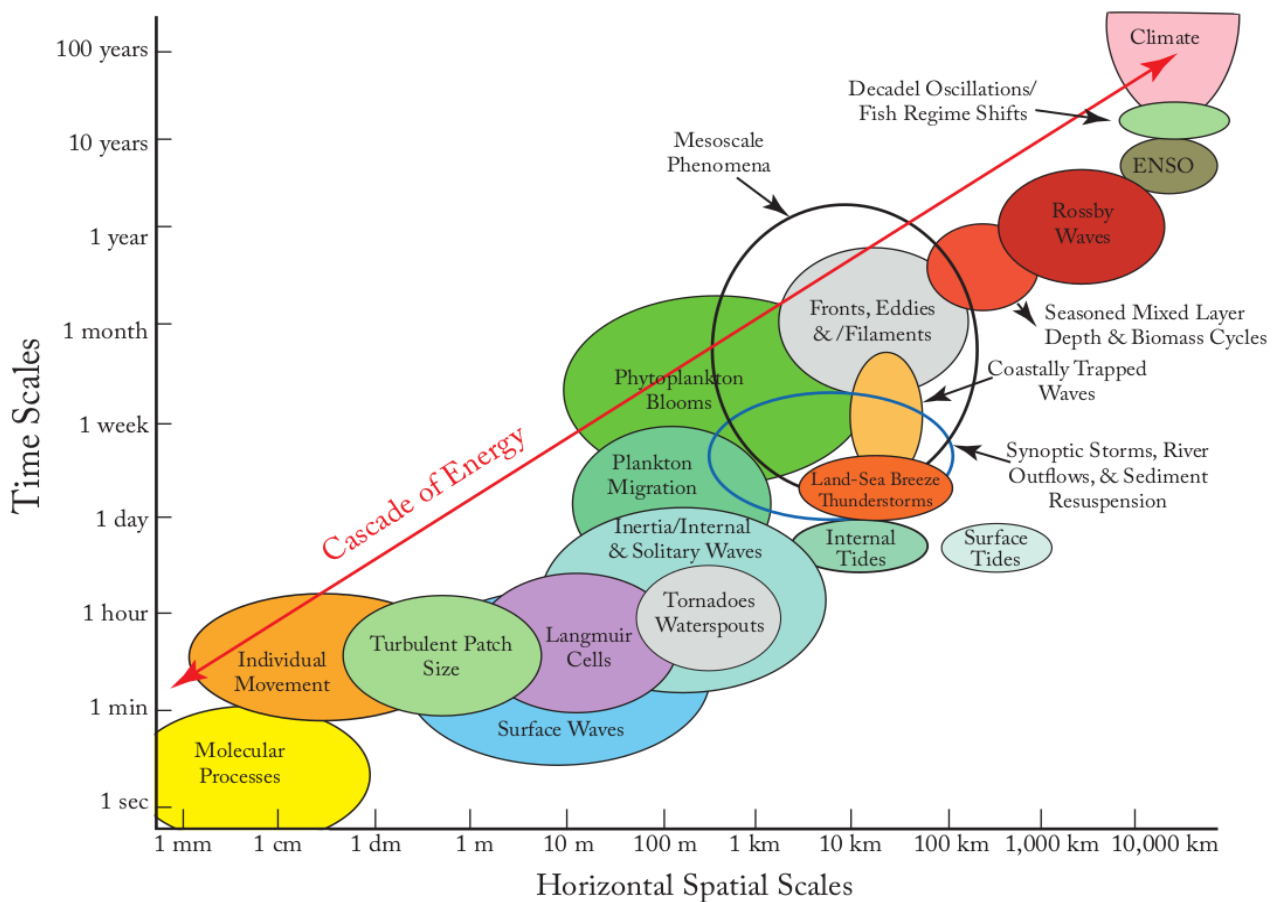 Time Scales
100 years
10 years
1 year
1 month
1 week
1 day
1 hour
1 min
1 sec
Climate
Decadel Oscillations/
Fish Regime Shifts
ENSO
Mesoscale
Phenomena
Rossby
Waves
Fronts, Eddies
& /Filaments
Seasoned Mixed Layer
Depth & Biomass Cycles
Phytoplankton
Blooms
Coastally Trapped
Waves
Cascade of Energy
Plankton
Migration
Land-Sea Breeze
Thunderstorms
Synoptic Storms, River
Outflows, & Sediment
Resuspension
Inertia/Internal
& Solitary Waves
Internal
Tides
Surface
Tides
Tornadoes
Waterspouts
Individual
Movement
Turbulent Patch
Size
Langmuir
Cells
Surface Waves
Molecular
Processes
1 mm
1 cm
1 dm
1 m
10 m
100 m
1 km
10 km
100 km
1,000 km
10,000 km
Horizontal Spatial Scales